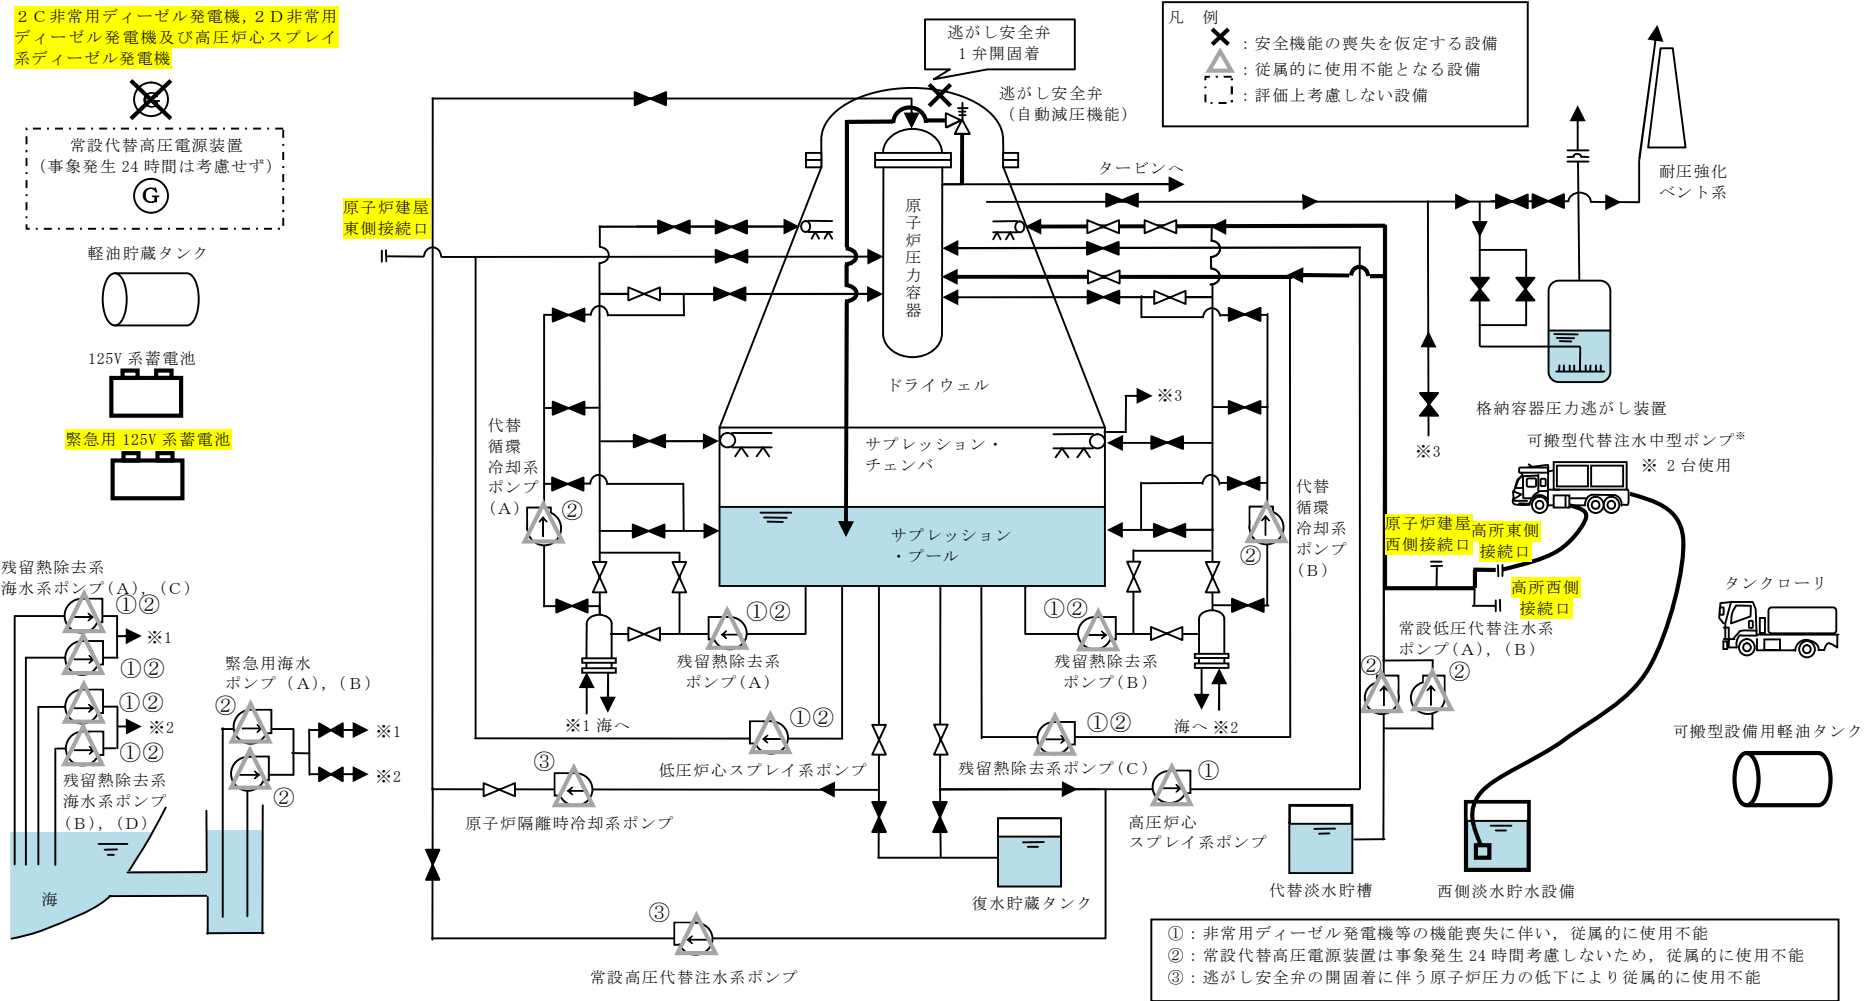 ２Ｃ非常用ディーゼル発電機，２Ｄ非常用
ディーゼル発電機及び高圧炉心スプレイ
系ディーゼル発電機
G
常設代替高圧電源装置
（事象発生 24 時間は考慮せず）
G
軽油貯蔵タンク
125V 系蓄電池
緊急用 125V 系蓄電池
逃がし安全弁
１弁開固着
逃がし安全弁
（自動減圧機能）
凡　例
：安全機能の喪失を仮定する設備
：従属的に使用不能となる設備
：評価上考慮しない設備
耐圧強化
ベント系
タービンへ
原子炉建屋
東側接続口
原子炉圧力容器
ドライウェル
※3
※3
格納容器圧力逃がし装置
可搬型代替注水中型ポンプ※
※ ２台使用
代替
循環
冷却系
ポンプ
（A）
②
サプレッション・
チェンバ
サプレッション
・プール
代替
循環
冷却系
ポンプ
（B）
②
原子炉建屋
西側接続口
高所東側
接続口
高所西側
接続口
タンクローリ
残留熱除去系
海水系ポンプ（A），（C）
①②
※1
①②
①②
※2
①②
残留熱除去系
海水系ポンプ
（B），（D）
緊急用海水
ポンプ（A），（B）
②
※1
※2
②
海
①②
残留熱除去系
ポンプ（A）
①②
残留熱除去系
ポンプ（B）
常設低圧代替注水系
ポンプ（A），（B）
②
②
※1 海へ
①②
低圧炉心スプレイ系ポンプ
①②
残留熱除去系ポンプ（C）
海へ ※2
可搬型設備用軽油タンク
③
原子炉隔離時冷却系ポンプ
①
高圧炉心
スプレイ系ポンプ
復水貯蔵タンク
代替淡水貯槽
西側淡水貯水設備
③
常設高圧代替注水系ポンプ
①：非常用ディーゼル発電機等の機能喪失に伴い，従属的に使用不能
②：常設代替高圧電源装置は事象発生 24 時間考慮しないため，従属的に使用不能
③：逃がし安全弁の開固着に伴う原子炉圧力の低下により従属的に使用不能